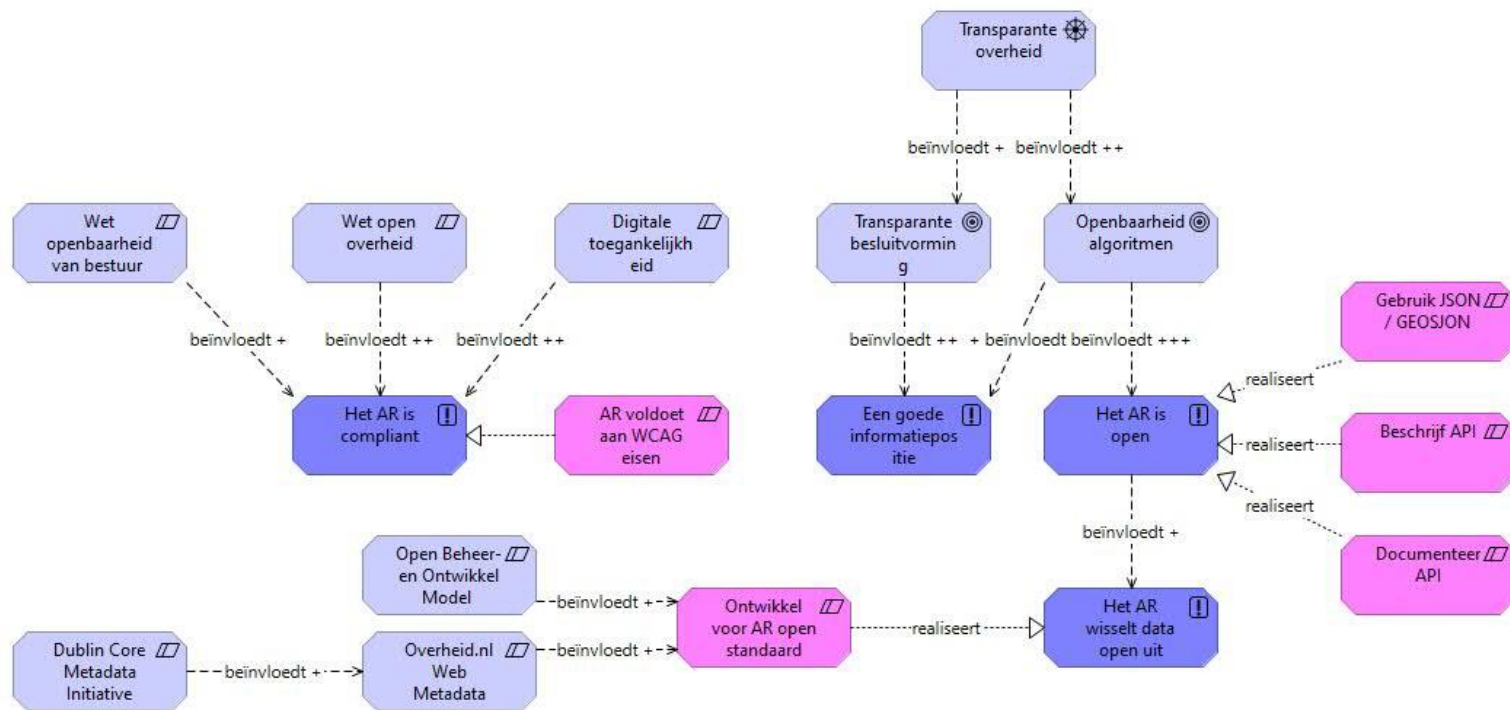 Transparante
overheid
beïnvloedt +
beïnvloedt ++
Wet
openbaarheid
van bestuur
Wet open
overheid
Digitale
toegankelijkh
eid
Transparante
besluitvormin
g
Openbaarheid
algoritmen
Gebruik JSON
/ GEOSJON
beïnvloedt +
beïnvloedt ++
beïnvloedt ++
beïnvloedt ++
+ beïnvloedt
beïnvloedt +++
realiseert
Het AR is
compliant
AR voldoet
aan WCAG
eisen
Een goede
informatiepos
itie
Het AR is
open
realiseert
Beschrijf API
realiseert
beïnvloedt +
Open Beheer-
en Ontwikkel
Model
Documenteer
API
beïnvloedt +
Ontwikkel
voor AR open
standaard
realiseert
Het AR
wisselt data
open uit
Dublin Core
Metadata
Initiative
beïnvloedt +
Overheid.nl
Web
Metadata
beïnvloedt +